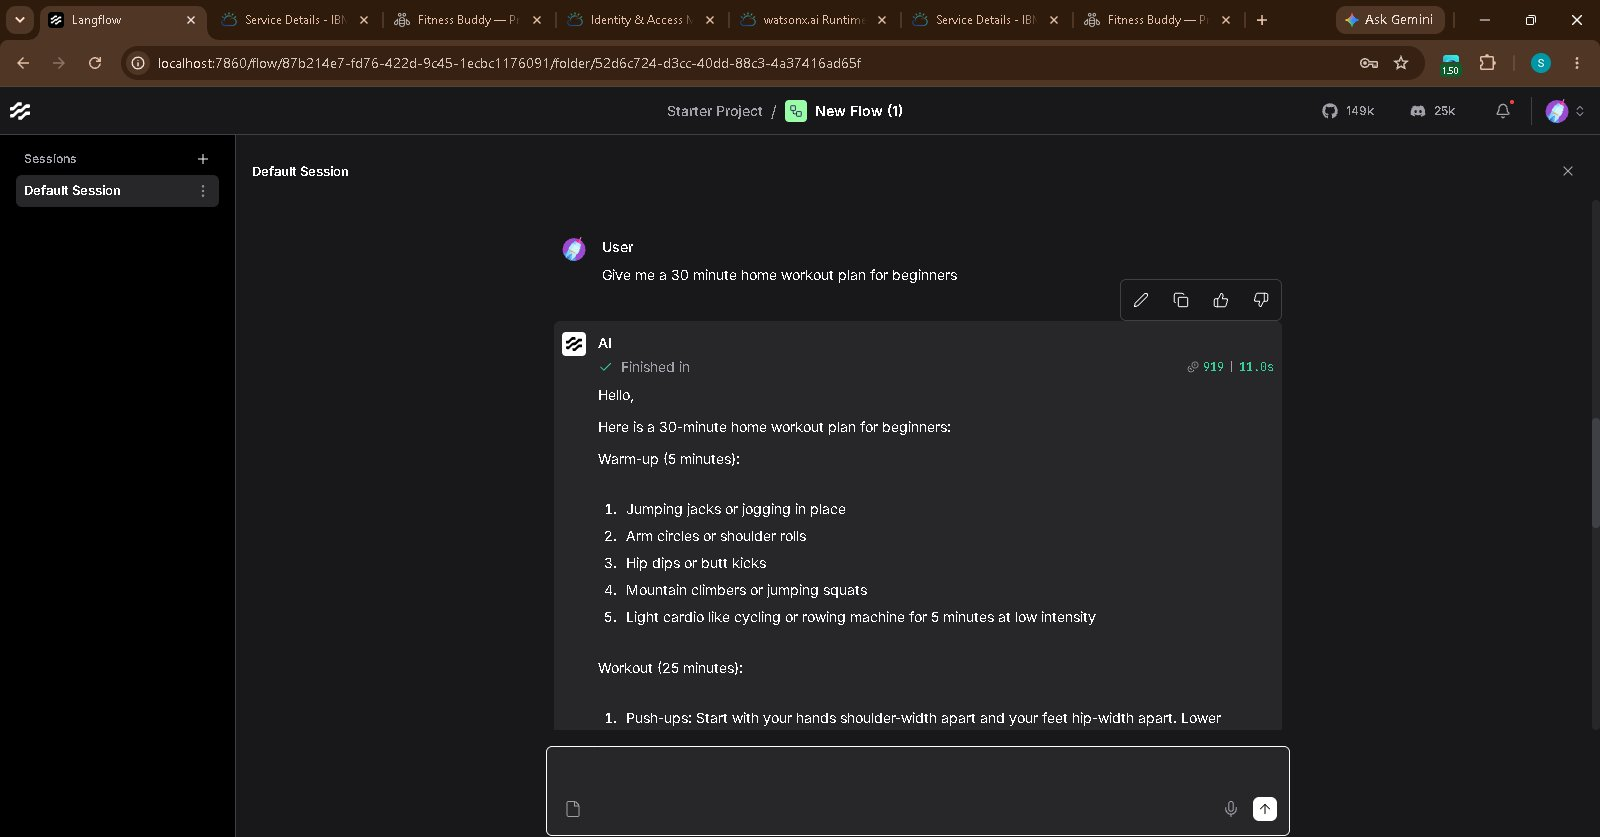 Langflow
Service Details - IBM
Fitness Buddy — Pr
Identity & Access M
watsonx.ai Runtime
Service Details - IBM
Fitness Buddy — Pr
Ask Gemini
localhost:7860/flow/87b214e7-fd76-422d-9c45-1ecbc1176091/folder/52d6c724-d3cc-40dd-88c3-4a37416ad65f
1.50
S
Starter Project / New Flow (1)
149k
25k
Sessions
Default Session
Default Session
User
Give me a 30 minute home workout plan for beginners
AI
Finished in
919 | 11.0s
Hello,
Here is a 30-minute home workout plan for beginners:
Warm-up (5 minutes):
1. Jumping jacks or jogging in place
2. Arm circles or shoulder rolls
3. Hip dips or butt kicks
4. Mountain climbers or jumping squats
5. Light cardio like cycling or rowing machine for 5 minutes at low intensity
Workout (25 minutes):
1. Push-ups: Start with your hands shoulder-width apart and your feet hip-width apart. Lower